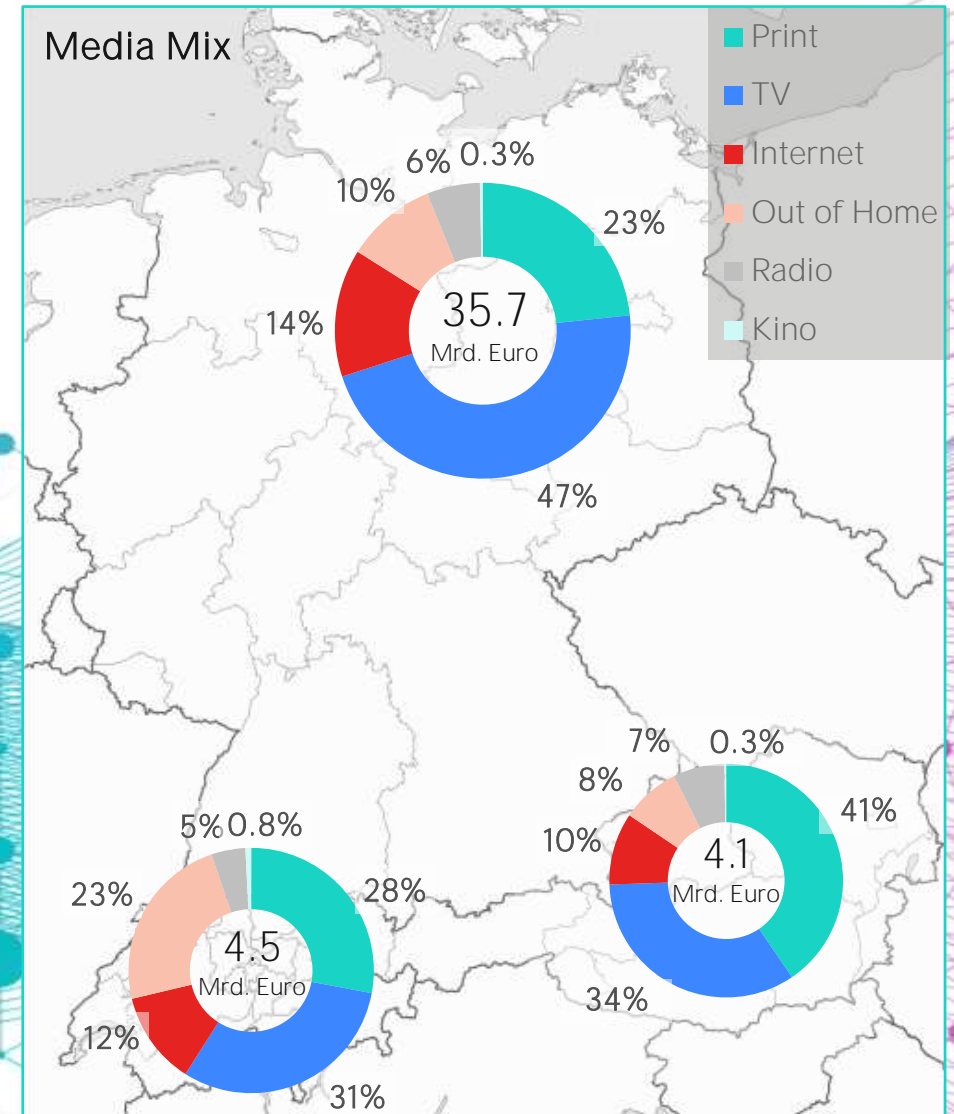 Media Mix
Print
TV
Internet
Out of Home
Radio
Kino
6% 0.3%
10%
23%
14%
35.7
Mrd. Euro
47%
7%
0.3%
8%
41%
10%
4.1
Mrd. Euro
34%
5% 0.8%
23%
28%
4.5
Mrd. Euro
12%
31%